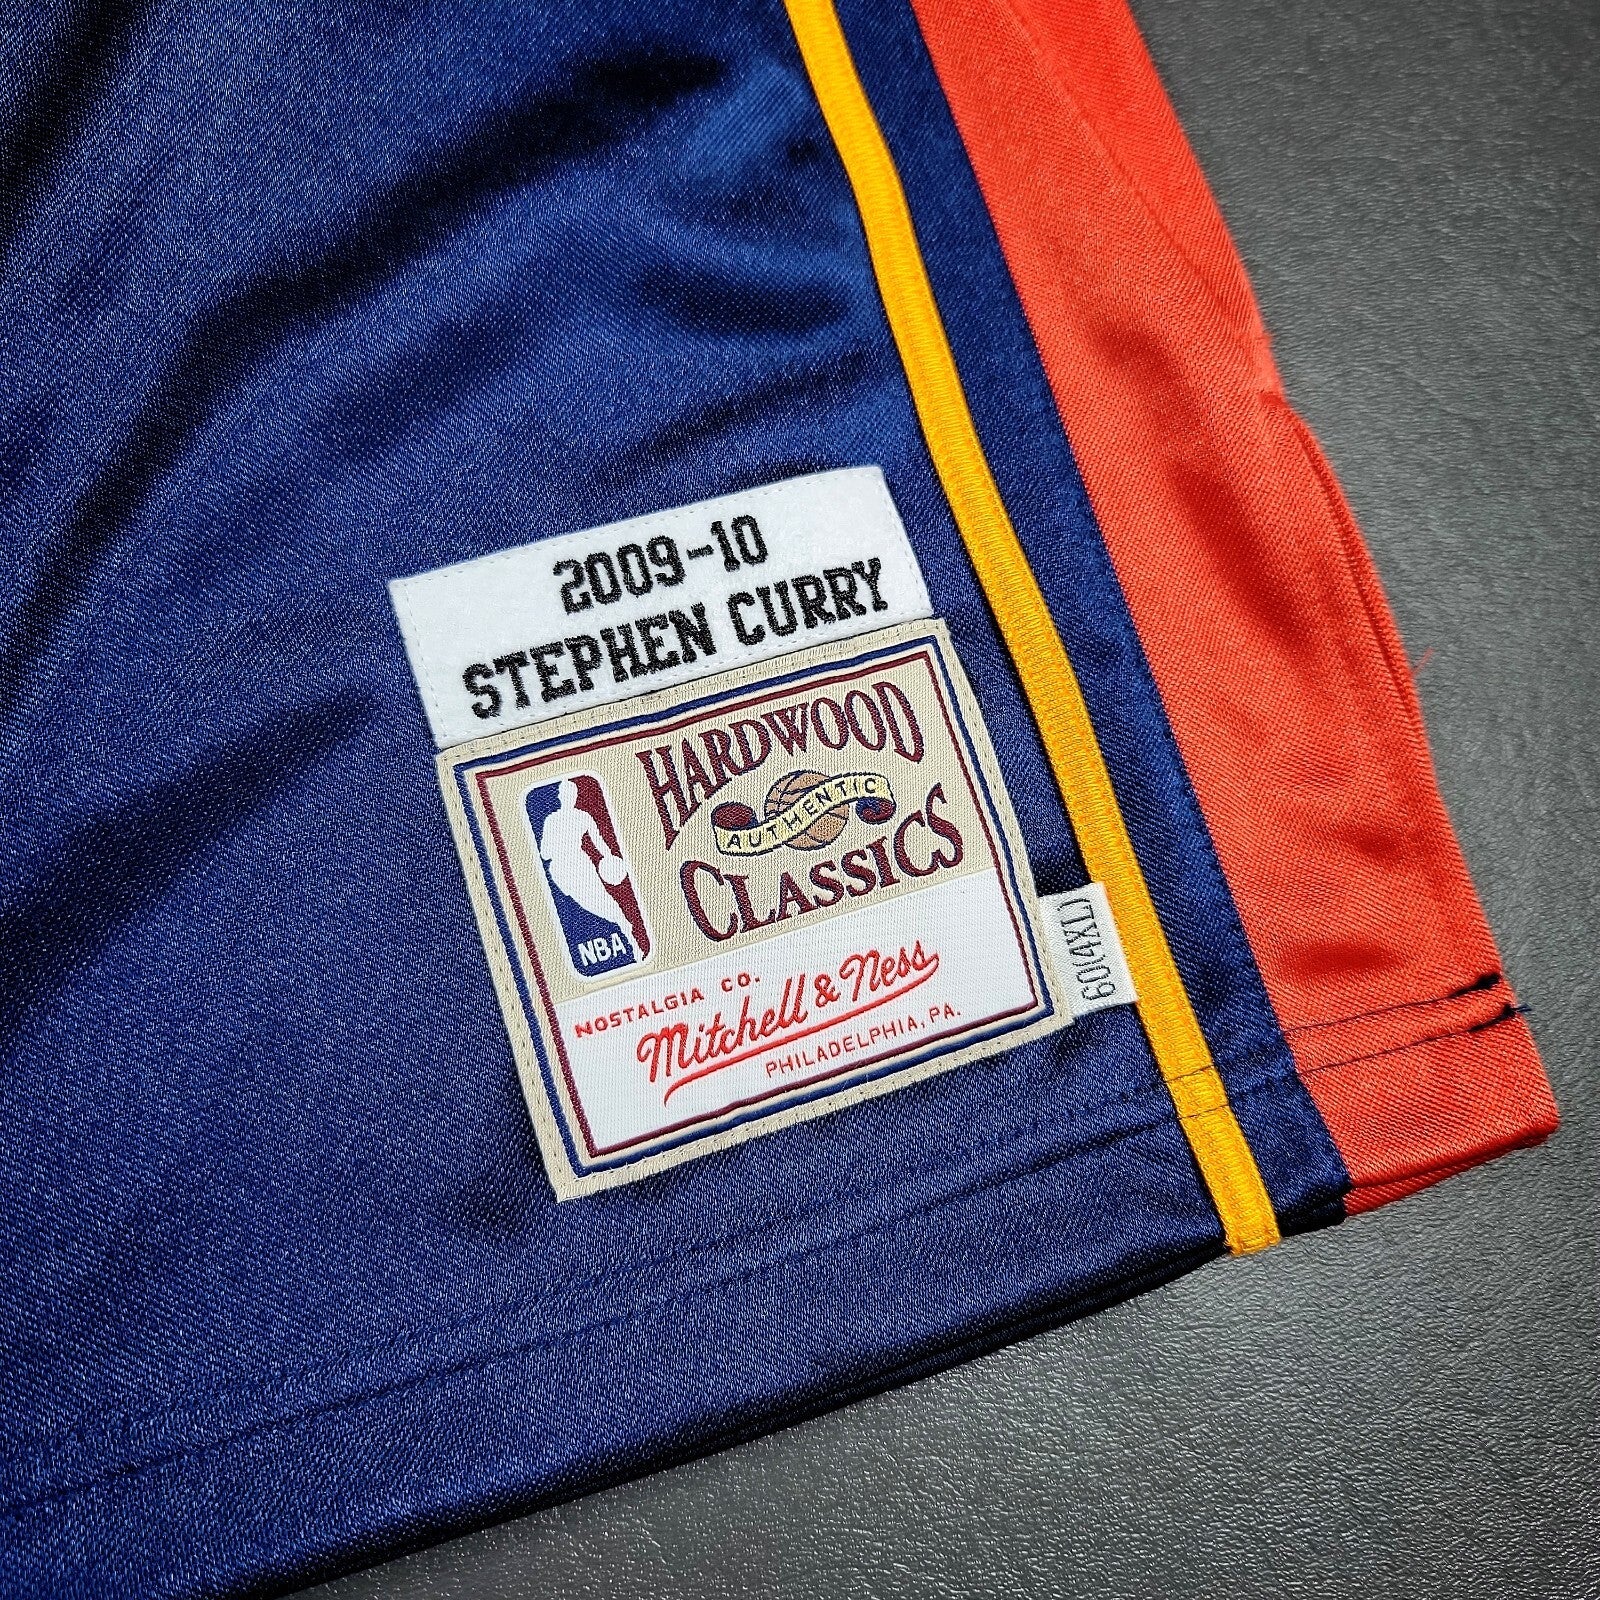 2009-10
STEPHEN CURRY
HARDWOOD
AUTHENTIC
CLASSICS
NBA
NOSTALGIA CO.
Mitchell & Ness
PHILADELPHIA, PA.
60(4XL)